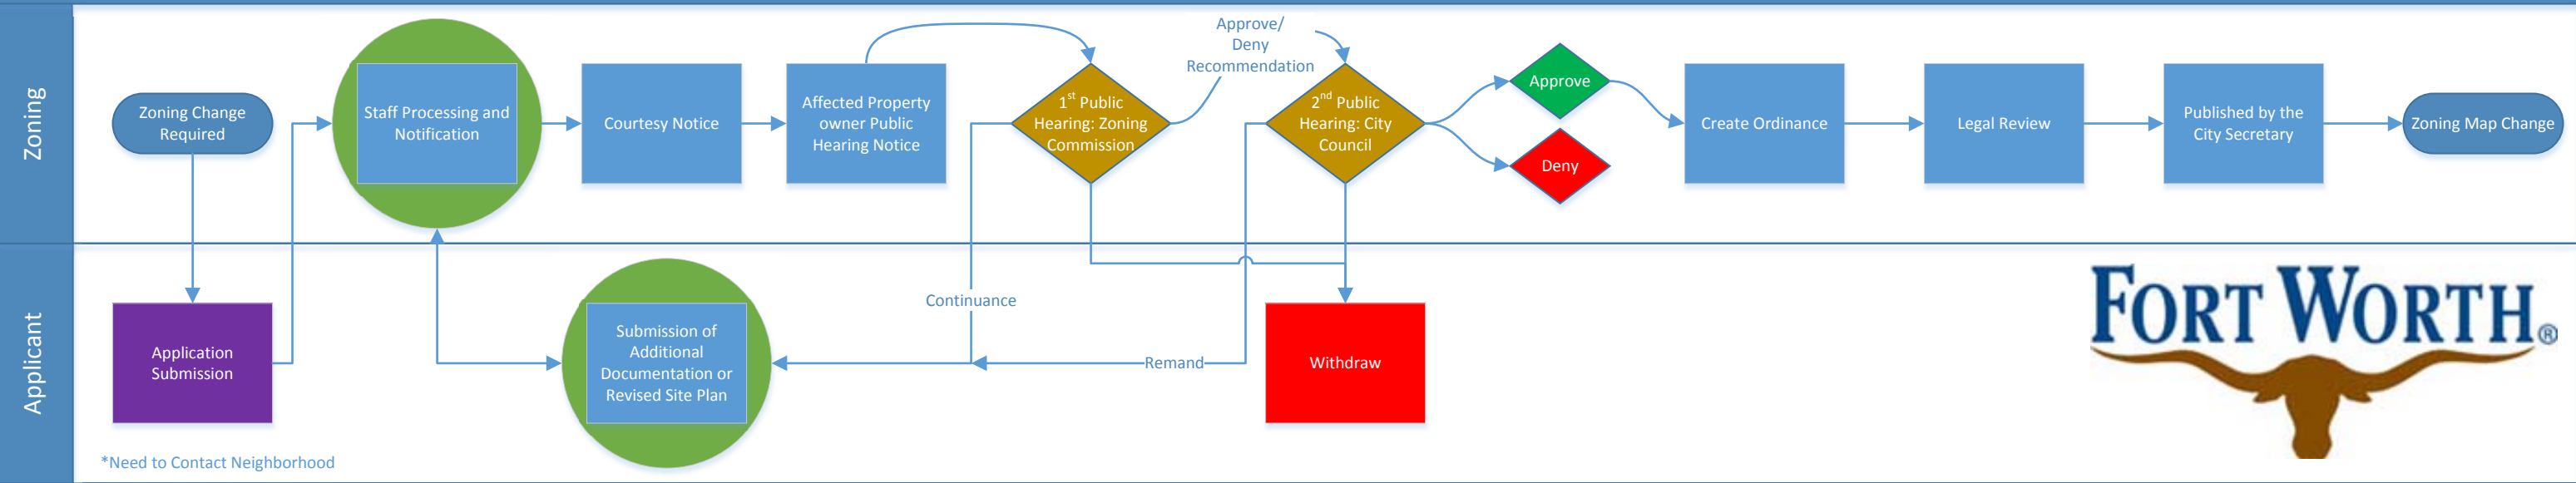 Zoning
Zoning Change
Required
Staff Processing and
Notification
Courtesy Notice
Affected Property
owner Public
Hearing Notice
1st Public
Hearing: Zoning
Commission
Approve/
Deny
Recommendation
2nd Public
Hearing: City
Council
Approve
Deny
Create Ordinance
Legal Review
Published by the
City Secretary
Zoning Map Change
Applicant
Application
Submission
Submission of
Additional
Documentation or
Revised Site Plan
Continuance
Remand
Withdraw
FORT WORTH®
*Need to Contact Neighborhood